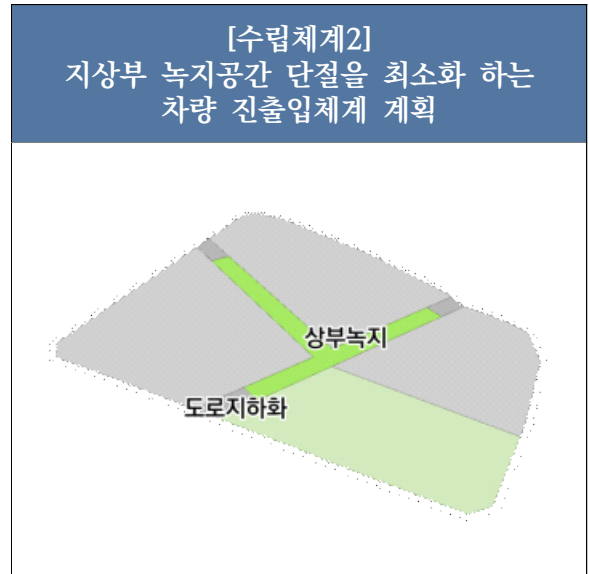 [수립체계2]
지상부 녹지공간 단절을 최소화 하는
차량 진출입체계 계획
상부녹지
도로지하화